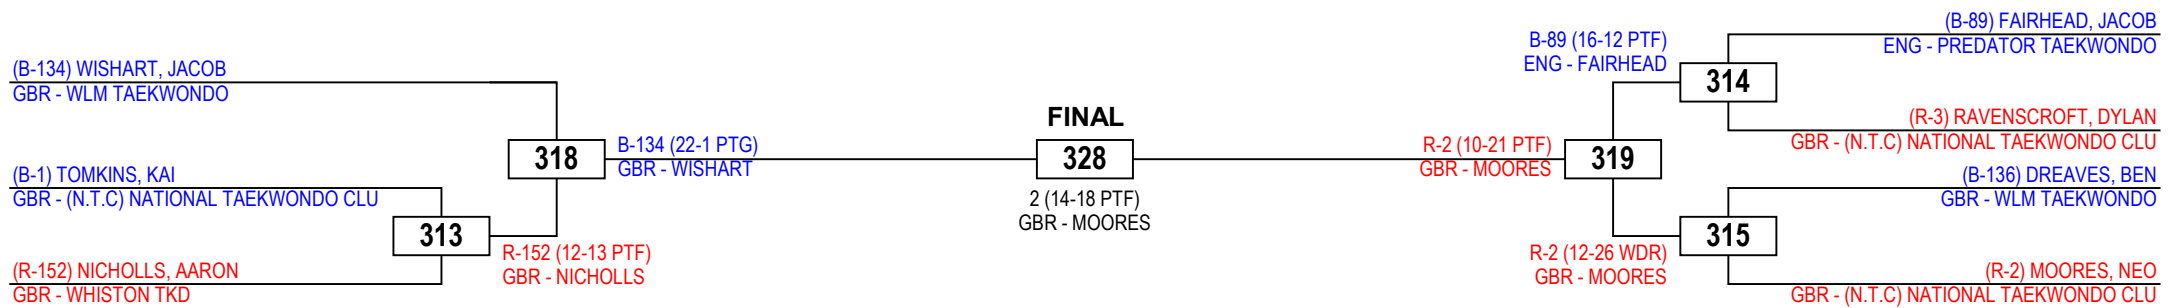 (B-134) WISHART, JACOB
GBR - WLM TAEKWONDO
(B-1) TOMKINS, KAI
GBR - (N.T.C) NATIONAL TAEKWONDO CLU
(R-152) NICHOLLS, AARON
GBR - WHISTON TKD
313
R-152 (12-13 PTF)
GBR - NICHOLLS
318
B-134 (22-1 PTG)
GBR - WISHART
FINAL
328
2 (14-18 PTF)
GBR - MOORES
R-2 (10-21 PTF)
GBR - MOORES
319
B-89 (16-12 PTF)
ENG - FAIRHEAD
314
R-2 (12-26 WDR)
GBR - MOORES
315
(B-89) FAIRHEAD, JACOB
ENG - PREDATOR TAEKWONDO
(R-3) RAVENSCROFT, DYLAN
GBR - (N.T.C) NATIONAL TAEKWONDO CLU
(B-136) DREAVES, BEN
GBR - WLM TAEKWONDO
(R-2) MOORES, NEO
GBR - (N.T.C) NATIONAL TAEKWONDO CLU